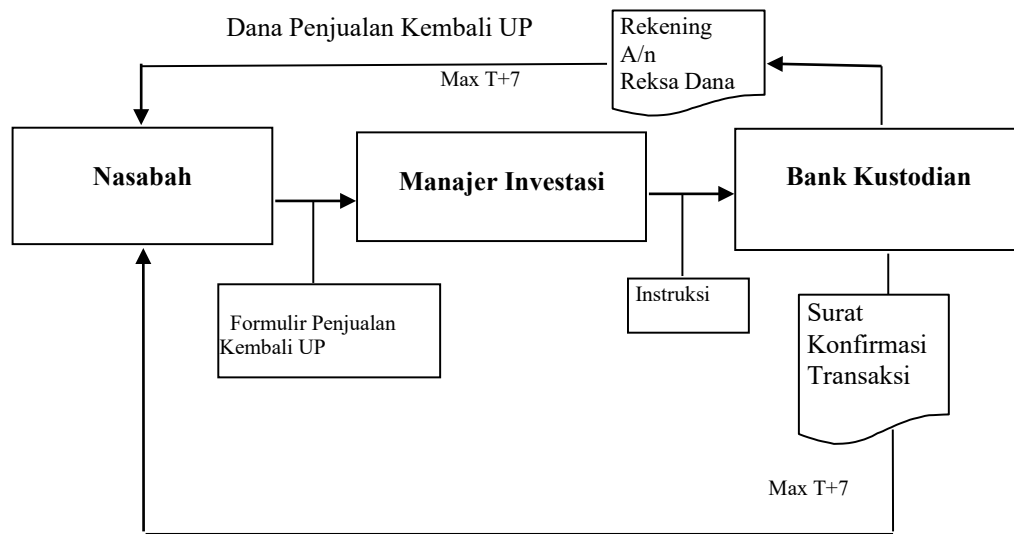 Dana Penjualan Kembali UP
Rekening
A/n
Reksa Dana
Max T+7
Nasabah
Manajer Investasi
Bank Kustodian
Formulir Penjualan
Kembali UP
Instruksi
Surat
Konfirmasi
Transaksi
Max T+7